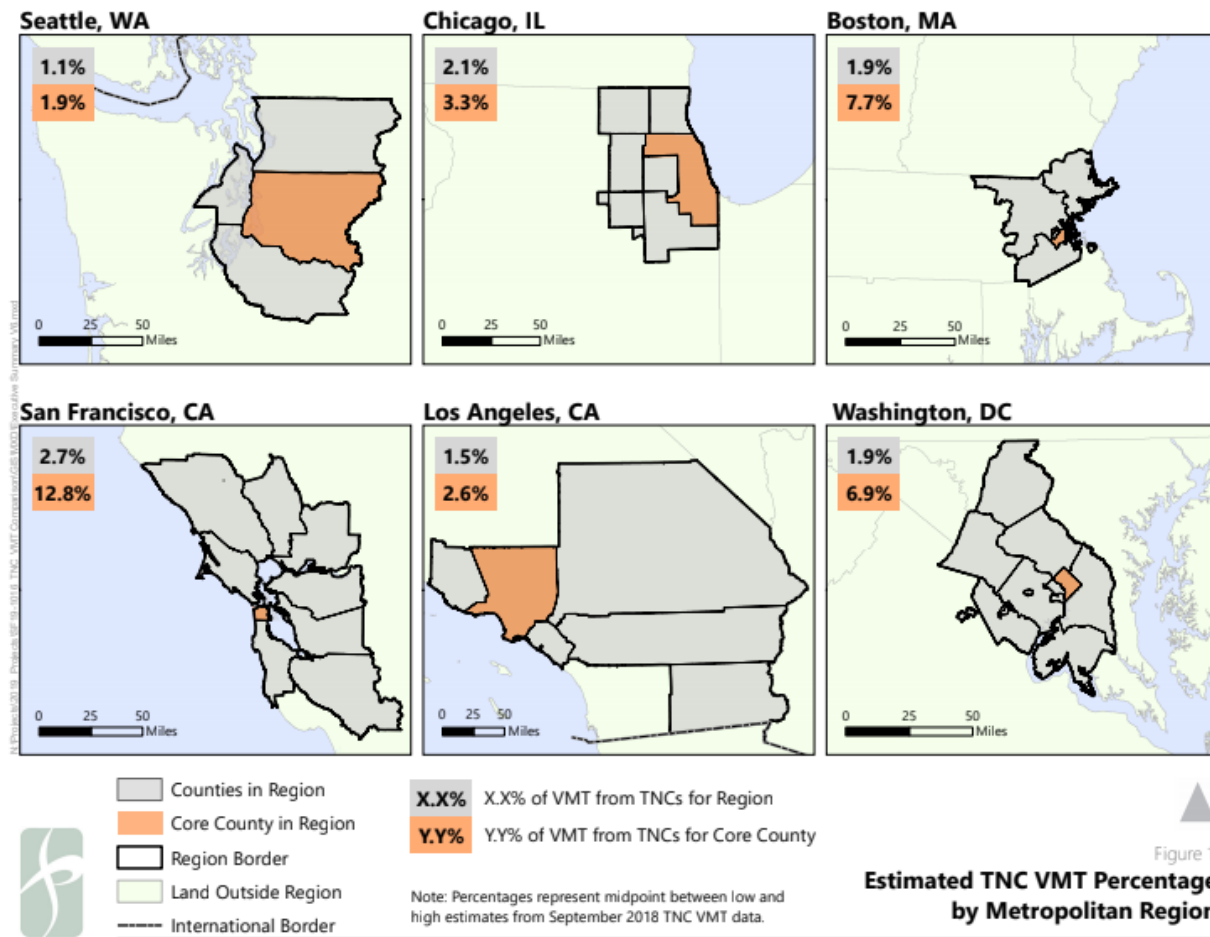 Seattle, WA
1.1%
1.9%
0 25 50
Miles
Chicago, IL
2.1%
3.3%
0 25 50
Miles
Boston, MA
1.9%
7.7%
0 25 50
Miles
San Francisco, CA
2.7%
12.8%
0 25 50
Miles
Los Angeles, CA
1.5%
2.6%
0 25 50
Miles
Washington, DC
1.9%
6.9%
0 25 50
Miles
Counties in Region
Core County in Region
Region Border
Land Outside Region
International Border
X.X% X.X% of VMT from TNCs for Region
Y.Y% Y.Y% of VMT from TNCs for Core County
Note: Percentages represent midpoint between low and
high estimates from September 2018 TNC VMT data.
Figure 1
Estimated TNC VMT Percentage
by Metropolitan Region